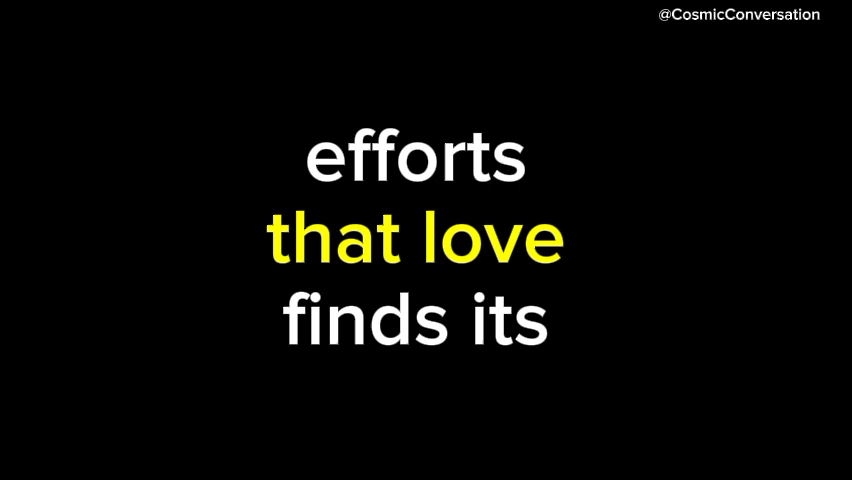 @CosmicConversation
efforts
that love
finds its